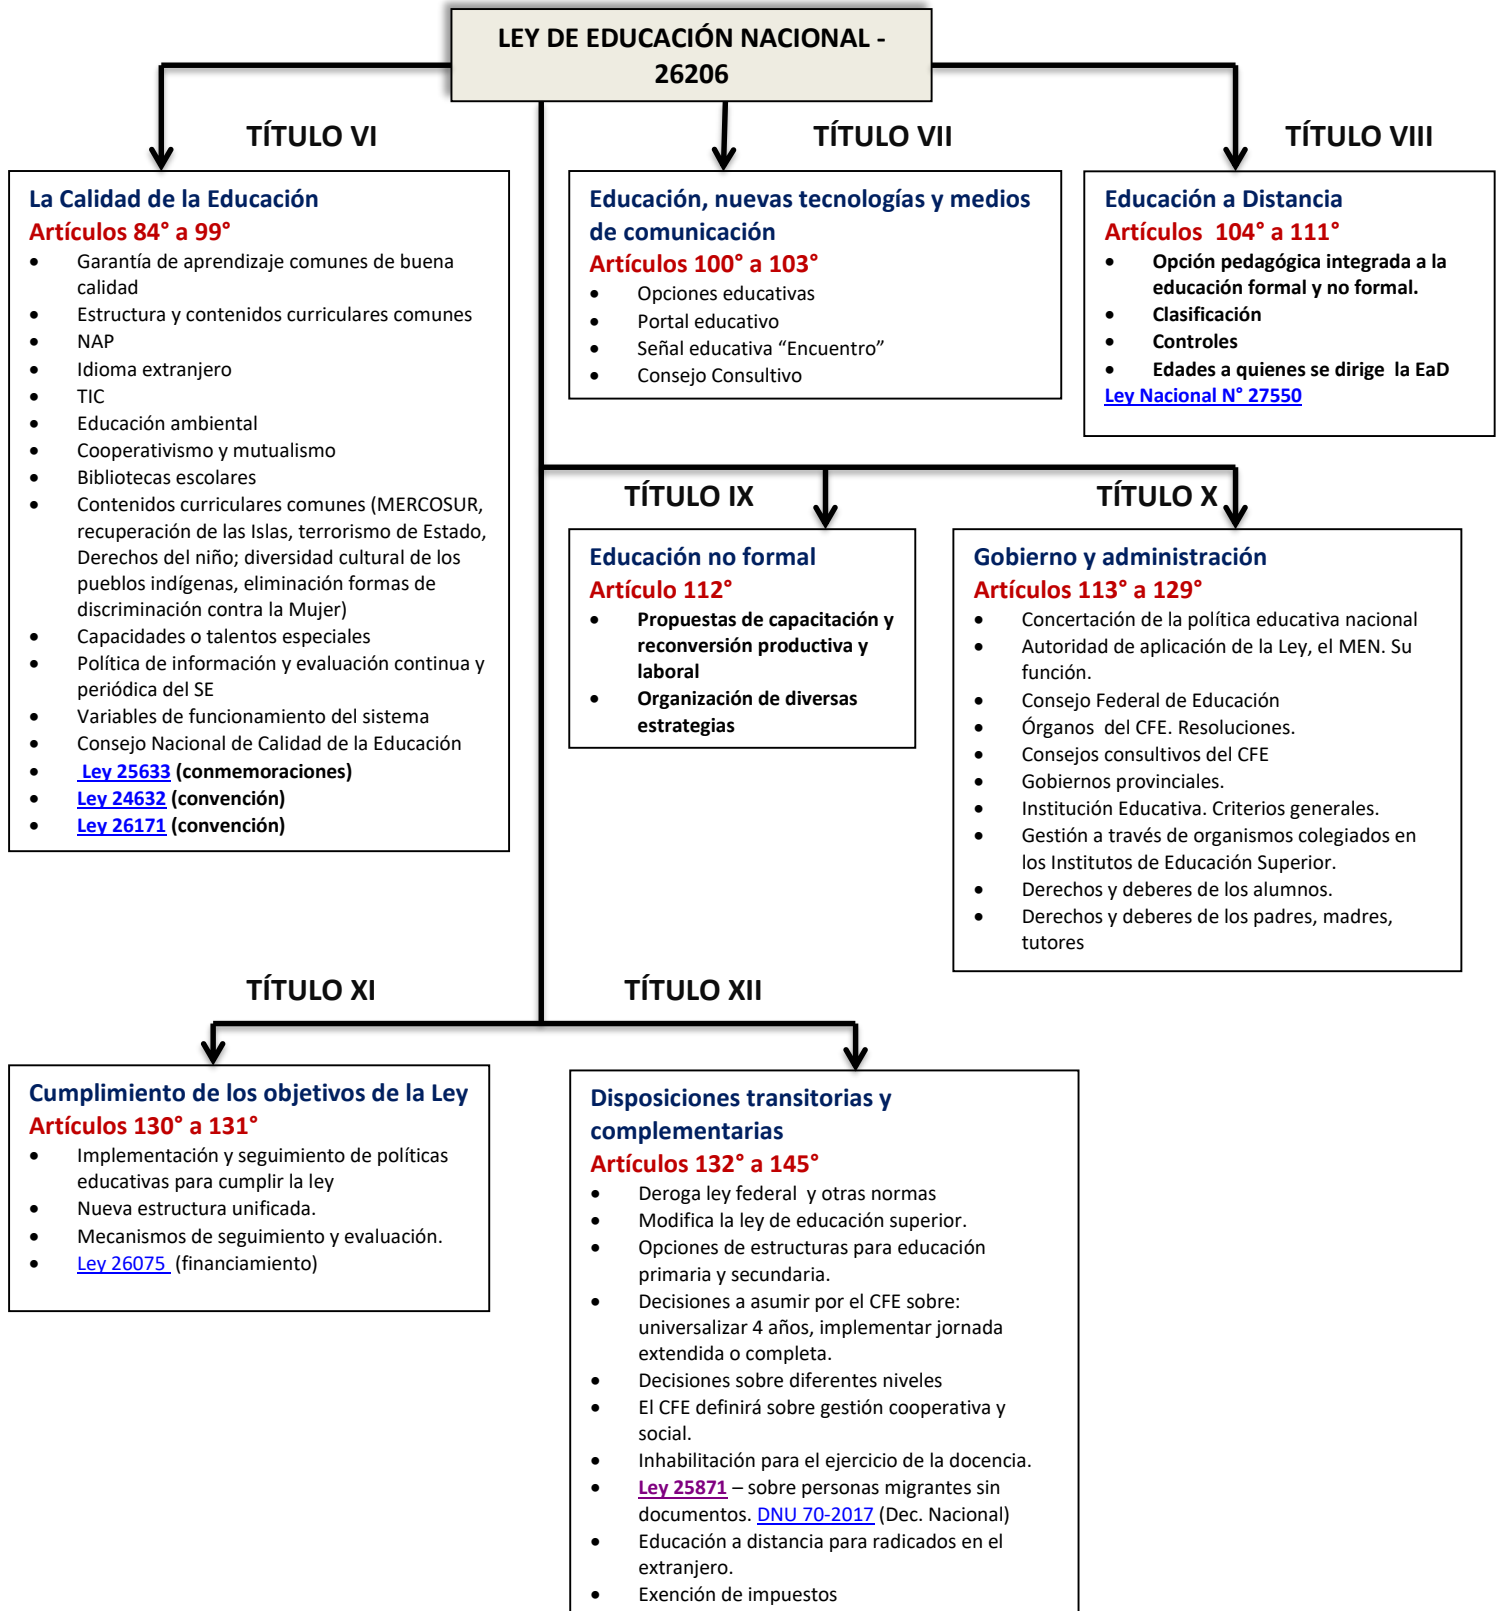 LEY DE EDUCACIÓN NACIONAL -
26206
TÍTULO VI
La Calidad de la Educación
Artículos 84° a 99°
• Garantía de aprendizaje comunes de buena
calidad
• Estructura y contenidos curriculares comunes
• NAP
• Idioma extranjero
• TIC
• Educación ambiental
• Cooperativismo y mutualismo
• Bibliotecas escolares
• Contenidos curriculares comunes (MERCOSUR,
recuperación de las Islas, terrorismo de Estado,
Derechos del niño; diversidad cultural de los
pueblos indígenas, eliminación formas de
discriminación contra la Mujer)
• Capacidades o talentos especiales
• Política de información y evaluación continua y
periódica del SE
• Variables de funcionamiento del sistema
• Consejo Nacional de Calidad de la Educación
• Ley 25633 (conmemoraciones)
• Ley 24632 (convención)
• Ley 26171 (convención)
TÍTULO VII
Educación, nuevas tecnologías y medios
de comunicación
Artículos 100° a 103°
• Opciones educativas
• Portal educativo
• Señal educativa “Encuentro”
• Consejo Consultivo
TÍTULO VIII
Educación a Distancia
Artículos 104° a 111°
• Opción pedagógica integrada a la
educación formal y no formal.
• Clasificación
• Controles
• Edades a quienes se dirige la EaD
Ley Nacional N° 27550
TÍTULO IX
Educación no formal
Artículo 112°
• Propuestas de capacitación y
reconversión productiva y
laboral
• Organización de diversas
estrategias
TÍTULO X
Gobierno y administración
Artículos 113° a 129°
• Concertación de la política educativa nacional
• Autoridad de aplicación de la Ley, el MEN. Su
función.
• Consejo Federal de Educación
• Órganos del CFE. Resoluciones.
• Consejos consultivos del CFE
• Gobiernos provinciales.
• Institución Educativa. Criterios generales.
• Gestión a través de organismos colegiados en
los Institutos de Educación Superior.
• Derechos y deberes de los alumnos.
• Derechos y deberes de los padres, madres,
tutores
TÍTULO XI
Cumplimiento de los objetivos de la Ley
Artículos 130° a 131°
• Implementación y seguimiento de políticas
educativas para cumplir la ley
• Nueva estructura unificada.
• Mecanismos de seguimiento y evaluación.
• Ley 26075 (financiamiento)
TÍTULO XII
Disposiciones transitorias y
complementarias
Artículos 132° a 145°
• Deroga ley federal y otras normas
• Modifica la ley de educación superior.
• Opciones de estructuras para educación
primaria y secundaria.
• Decisiones a asumir por el CFE sobre:
universalizar 4 años, implementar jornada
extendida o completa.
• Decisiones sobre diferentes niveles
• El CFE definirá sobre gestión cooperativa y
social.
• Inhabilitación para el ejercicio de la docencia.
• Ley 25871 – sobre personas migrantes sin
documentos. DNU 70-2017 (Dec. Nacional)
• Educación a distancia para radicados en el
extranjero.
• Exención de impuestos